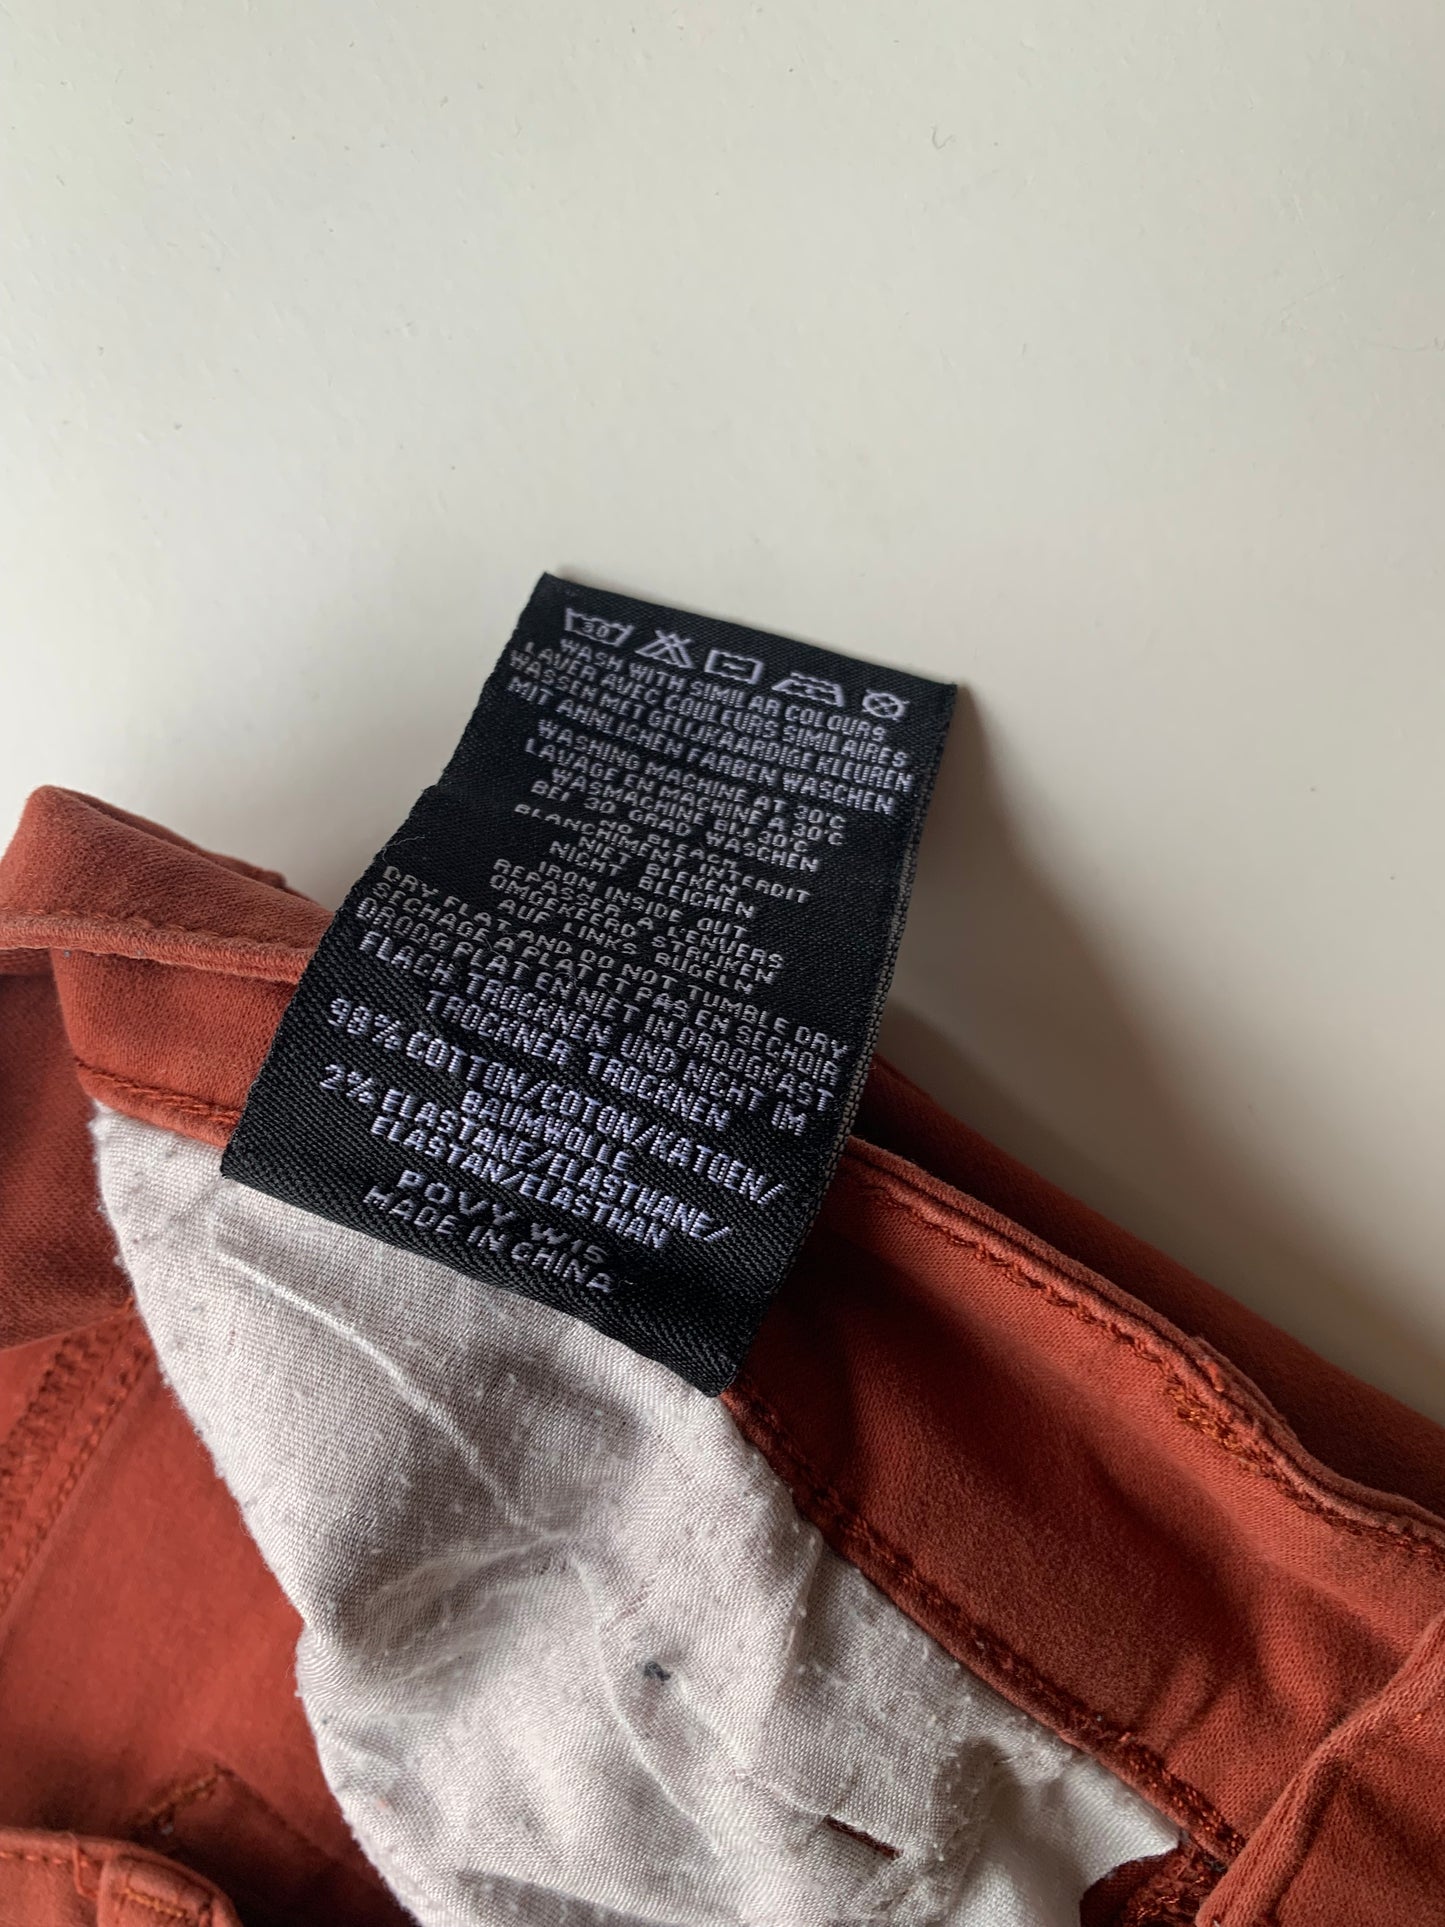 30
WASH WITH SIMILAR COLOURS
LAVER AVEC COULEURS SIMILAIRES
WASSEN MET GELIJKAARDIGE KLEUREN
MIT AHNLICHEN FARBEN WASCHEN
WASHING MACHINE AT 30°C
LAVAGE EN MACHINE A 30°C
WASMACHINE BIJ 30°C
BEI 30 GRAD WASCHEN
NO BLEACH
BLANCHIMENT INTERDIT
NIET BLEKEN
NICHT BLEICHEN
IRON INSIDE OUT
REPASSER A L'ENVERS
OMGEKEERD STRIJKEN
AUF LINKS BUGELN
DRY FLAT AND DO NOT TUMBLE DRY
SECHAGE A PLAT ET PAS EN SECHOIR
DROOG PLAT EN NIET IN DROOGKAST
FLACH TROCKNEN UND NICHT IM
TROCKNER TROCKNEN
98% COTTON/COTON/KATOEN/
BAUMWOLLE
2% ELASTANE/ELASTHANE/
ELASTAN/ELASTHAN
POVY W15
MADE IN CHINA